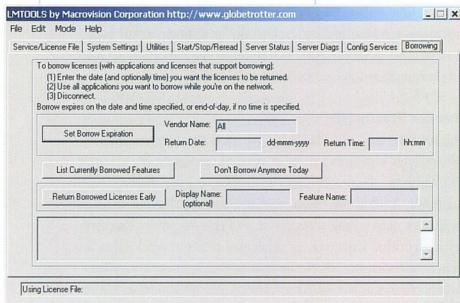 LMTOOLS by Macrovision Corporation http://www.globetrotter.com
File Edit Mode Help
Service/License File System Settings Utilities Start/Stop/Reread Server Status Server Diags Config Services Borrowing
To borrow licenses (with applications and licenses that support borrowing):
(1) Enter the date (and optionally time) you want the licenses to be returned.
(2) Use all applications you want to borrow while you're on the network.
(3) Disconnect.
Borrow expires on the date and time specified, or end-of-day, if no time is specified.
Set Borrow Expiration
Vendor Name: All
Return Date: dd-mmm-yyyy Return Time: hh:mm
List Currently Borrowed Features Don't Borrow Anymore Today
Return Borrowed Licenses Early Display Name: (optional) Feature Name:
Using License File: